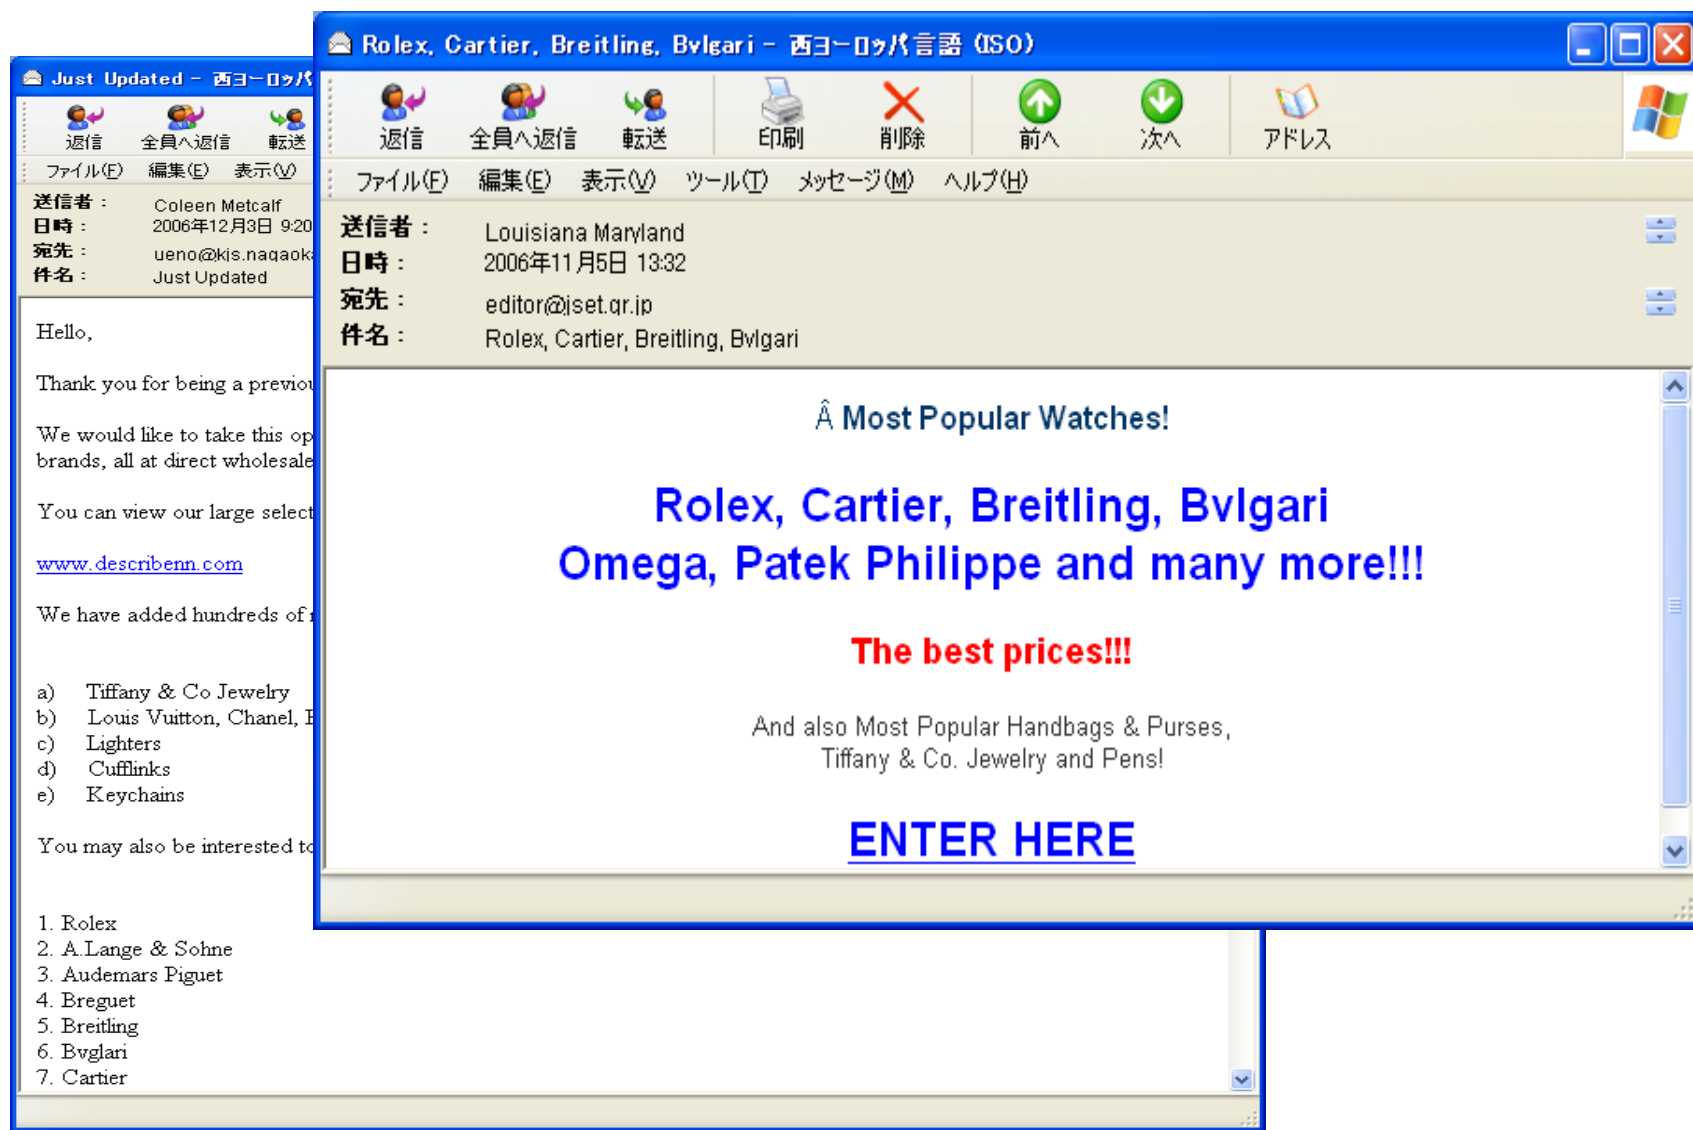 Rolex, Cartier, Breitling, Bvlgari - 西ヨーロッパ言語 (ISO)
返信 全員へ返信 転送 印刷 削除 前へ 次へ アドレス
ファイル(F) 編集(E) 表示(V) ツール(T) メッセージ(M) ヘルプ(H)
送信者: Louisiana Maryland
日時: 2006年11月5日 13:32
宛先: editor@jset.gr.jp
件名: Rolex, Cartier, Breitling, Bvlgari
Â Most Popular Watches!
Rolex, Cartier, Breitling, Bvlgari
Omega, Patek Philippe and many more!!!
The best prices!!!
And also Most Popular Handbags & Purses,
Tiffany & Co. Jewelry and Pens!
ENTER HERE
Just Updated - 西ヨーロッパ
返信 全員へ返信 転送
ファイル(F) 編集(E) 表示(V)
送信者: Coleen Metcalf
日時: 2006年12月3日 9:20
宛先: ueno@kjs.nagaoka
件名: Just Updated
Hello,
Thank you for being a previou
We would like to take this op
brands, all at direct wholesale
You can view our large select
www.describenn.com
We have added hundreds of
a) Tiffany & Co Jewelry
b) Louis Vuitton, Chanel,
c) Lighters
d) Cufflinks
e) Keychains
You may also be interested to
1. Rolex
2. A.Lange & Sohne
3. Audemars Piguet
4. Breguet
5. Breitling
6. Bvglari
7. Cartier